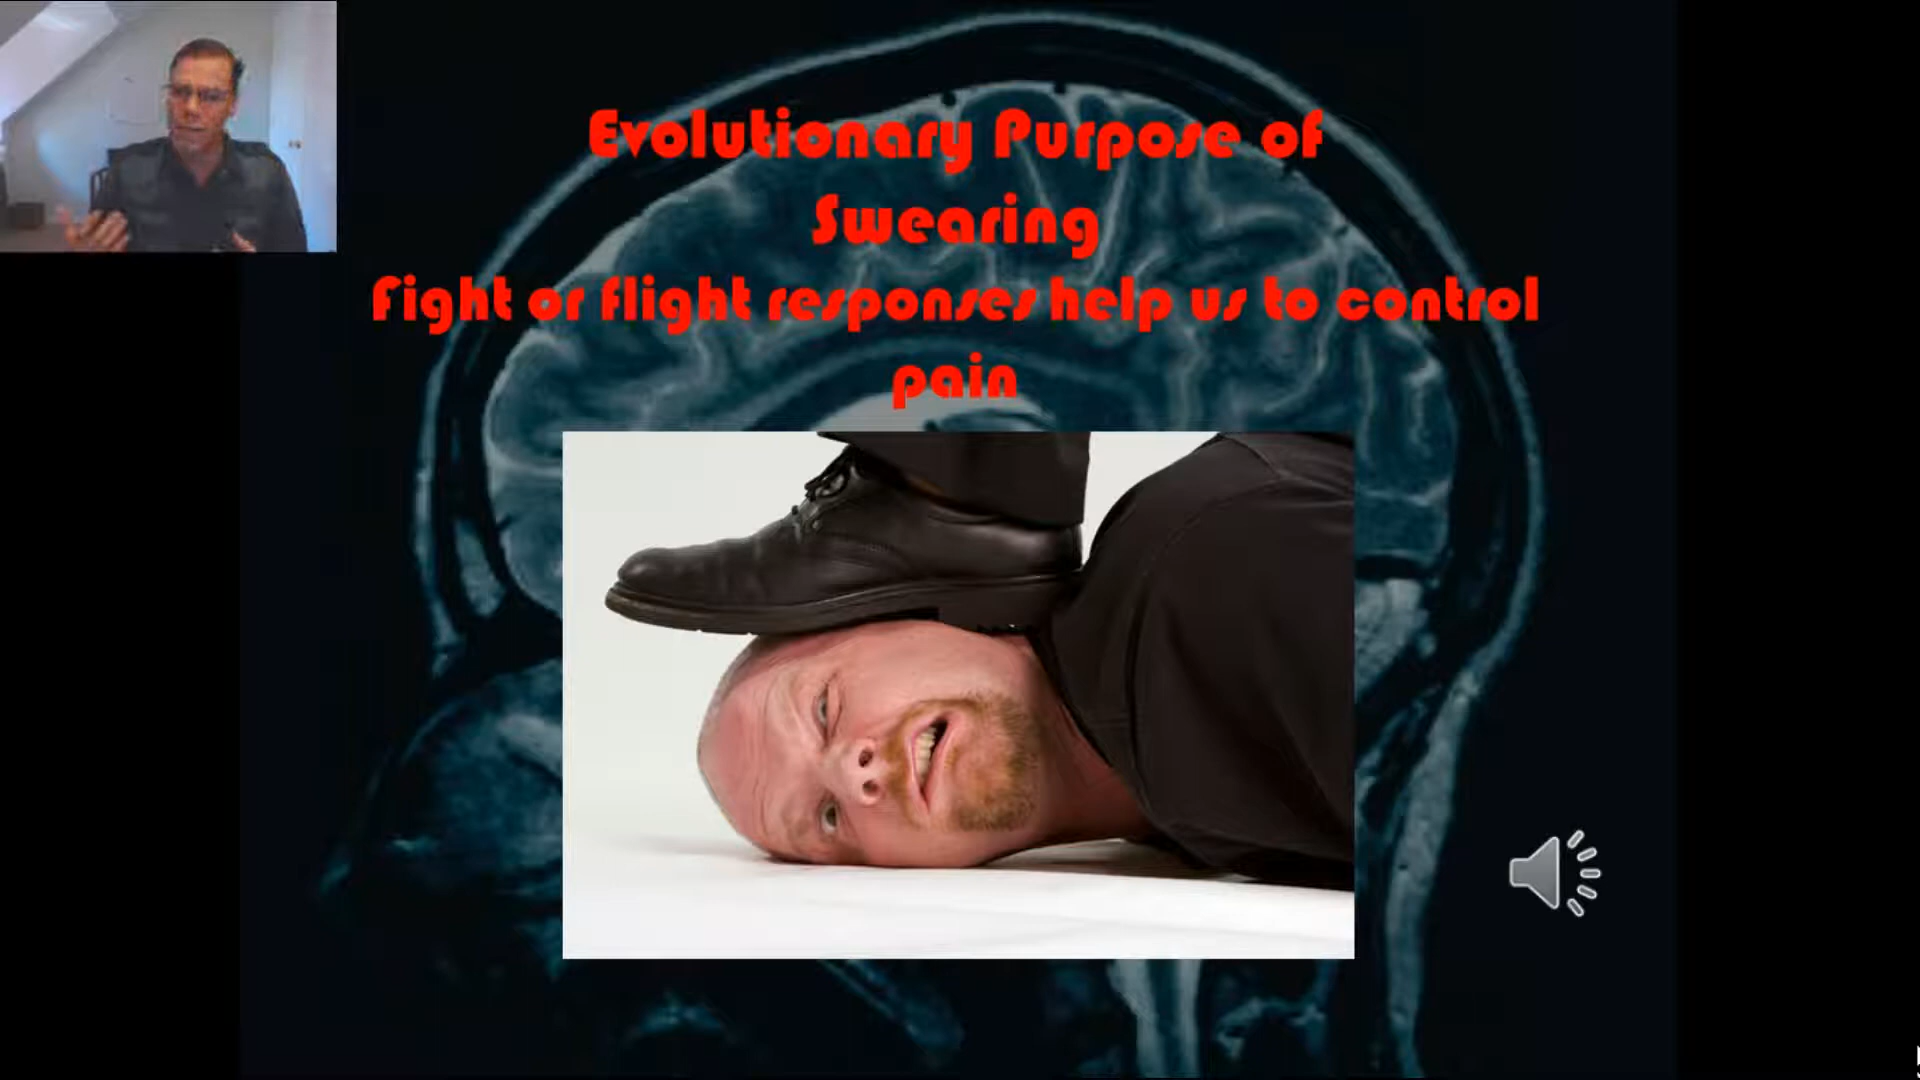 Evolutionary Purpose of
Swearing
Fight or flight responses help us to control
pain